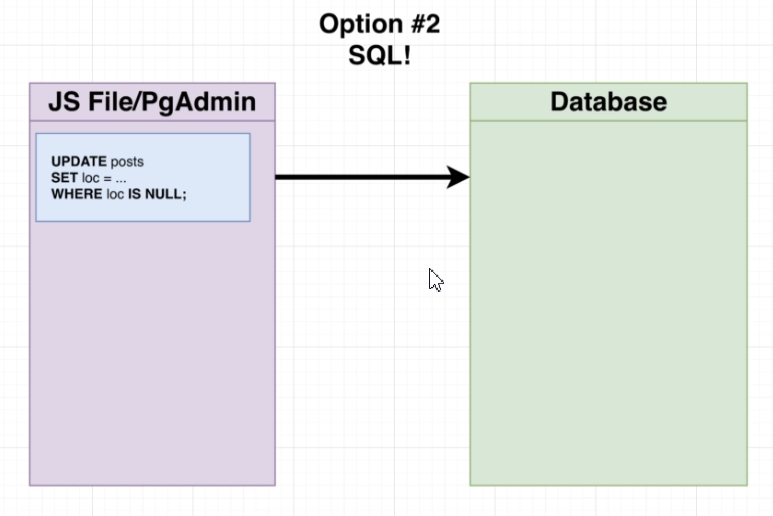 Option #2
SQL!
JS File/PgAdmin
Database
UPDATE posts
SET loc = ...
WHERE loc IS NULL;